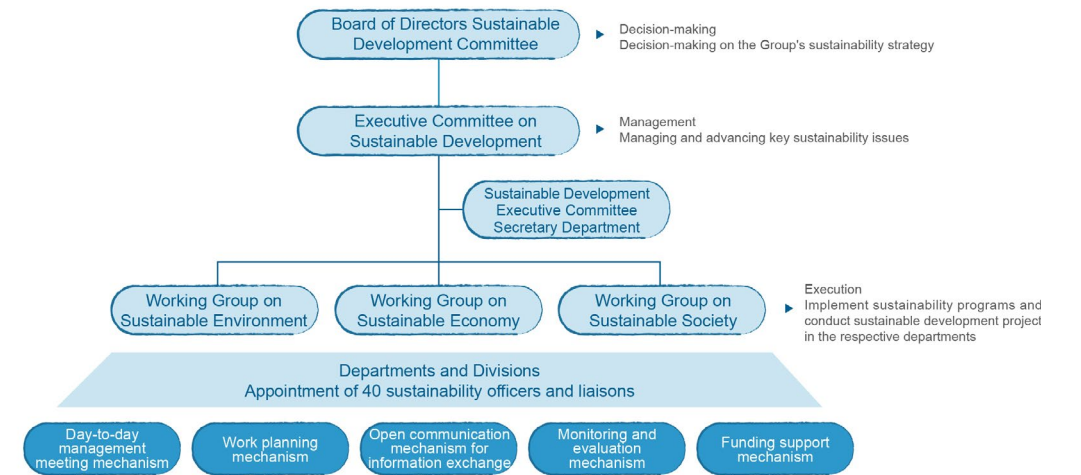 Board of Directors Sustainable
Development Committee
Decision-making
Decision-making on the Group's sustainability strategy
Executive Committee on
Sustainable Development
Management
Managing and advancing key sustainability issues
Sustainable Development
Executive Committee
Secretary Department
Working Group on
Sustainable Environment
Working Group on
Sustainable Economy
Working Group on
Sustainable Society
Execution
Implement sustainability programs and
conduct sustainable development project
in the respective departments
Departments and Divisions
Appointment of 40 sustainability officers and liaisons
Day-to-day
management
meeting mechanism
Work planning
mechanism
Open communication
mechanism for
information exchange
Monitoring and
evaluation
mechanism
Funding support
mechanism